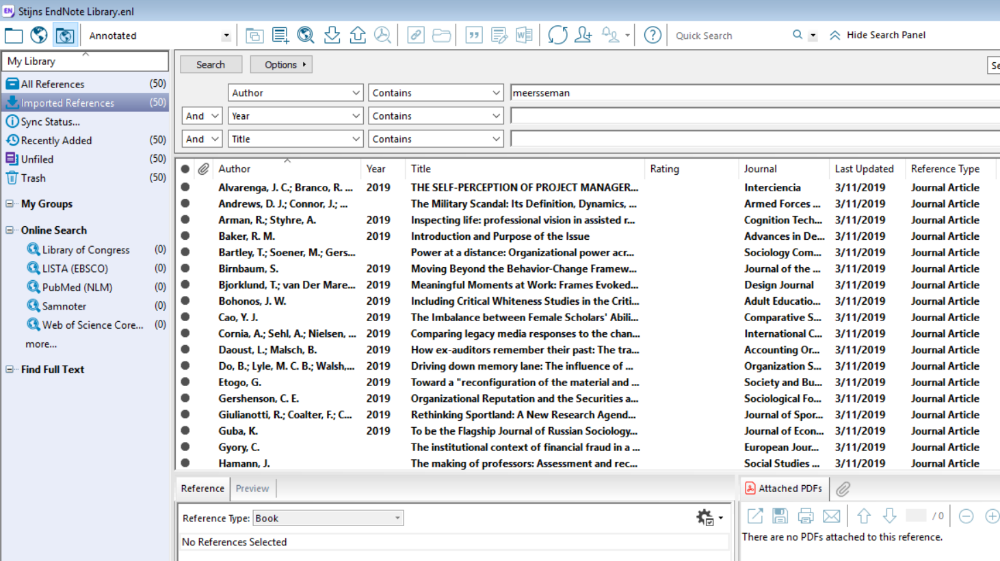 Stijns EndNote Library.enl
Annotated
Quick Search
Hide Search Panel
My Library
All References (50)
Imported References (50)
Sync Status...
Recently Added (50)
Unfiled (50)
Trash (50)
My Groups
Online Search
Library of Congress (0)
LISTA (EBSCO) (0)
PubMed (NLM) (0)
Samnoter (0)
Web of Science Core... (0)
more...
Find Full Text
Search Options Se
Author Contains meersseman
And Year Contains
And Title Contains
Author Year Title Rating Journal Last Updated Reference Type
Alvarenga, J. C.; Branco, R. ... 2019 THE SELF-PERCEPTION OF PROJECT MANAGER... Interciencia 3/11/2019 Journal Article
Andrews, D. J.; Connor, J.; ... The Military Scandal: Its Definition, Dynamics, ... Armed Forces ... 3/11/2019 Journal Article
Arman, R.; Styhre, A. 2019 Inspecting life: professional vision in assisted r... Cognition Tech... 3/11/2019 Journal Article
Baker, R. M. 2019 Introduction and Purpose of the Issue Advances in De... 3/11/2019 Journal Article
Bartley, T.; Soener, M.; Gers... Power at a distance: Organizational power acr... Sociology Com... 3/11/2019 Journal Article
Birnbaum, S. 2019 Moving Beyond the Behavior-Change Framew... Journal of the ... 3/11/2019 Journal Article
Bjorklund, T.; van Der Mare... 2019 Meaningful Moments at Work: Frames Evoked... Design Journal 3/11/2019 Journal Article
Bohonos, J. W. 2019 Including Critical Whiteness Studies in the Criti... Adult Educatio... 3/11/2019 Journal Article
Cao, Y. J. 2019 The Imbalance between Female Scholars' Abili... Comparative S... 3/11/2019 Journal Article
Cornia, A.; Sehl, A.; Nielsen, ... 2019 Comparing legacy media responses to the chan... International C... 3/11/2019 Journal Article
Daoust, L.; Malsch, B. 2019 How ex-auditors remember their past: The tra... Accounting Or... 3/11/2019 Journal Article
Do, B.; Lyle, M. C. B.; Walsh,... 2019 Driving down memory lane: The influence of ... Organization S... 3/11/2019 Journal Article
Etogo, G. 2019 Toward a "reconfiguration of the material and ... Society and Bu... 3/11/2019 Journal Article
Gershenson, C. E. 2019 Organizational Reputation and the Securities a... Sociological Fo... 3/11/2019 Journal Article
Giulianotti, R.; Coalter, F.; C... 2019 Rethinking Sportland: A New Research Agend... Journal of Spor... 3/11/2019 Journal Article
Guba, K. 2019 To be the Flagship Journal of Russian Sociology... Journal of Econ... 3/11/2019 Journal Article
Gyory, C. The institutional context of financial fraud in a ... European Jour... 3/11/2019 Journal Article
Hamann, J. The making of professors: Assessment and rec... Social Studies ... 3/11/2019 Journal Article
Reference Preview
Reference Type: Book
No References Selected
Attached PDFs
/ 0
There are no PDFs attached to this reference.